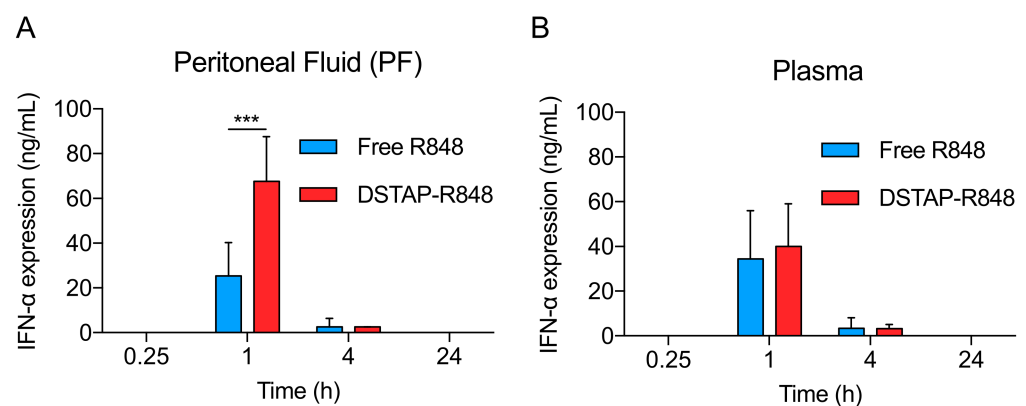 A
Peritoneal Fluid (PF)
IFN-α expression (ng/mL)
100
80
60
40
20
0
***
Free R848
DSTAP-R848
0.25 1 4 24
Time (h)
B
Plasma
IFN-α expression (ng/mL)
100
80
60
40
20
0
Free R848
DSTAP-R848
0.25 1 4 24
Time (h)